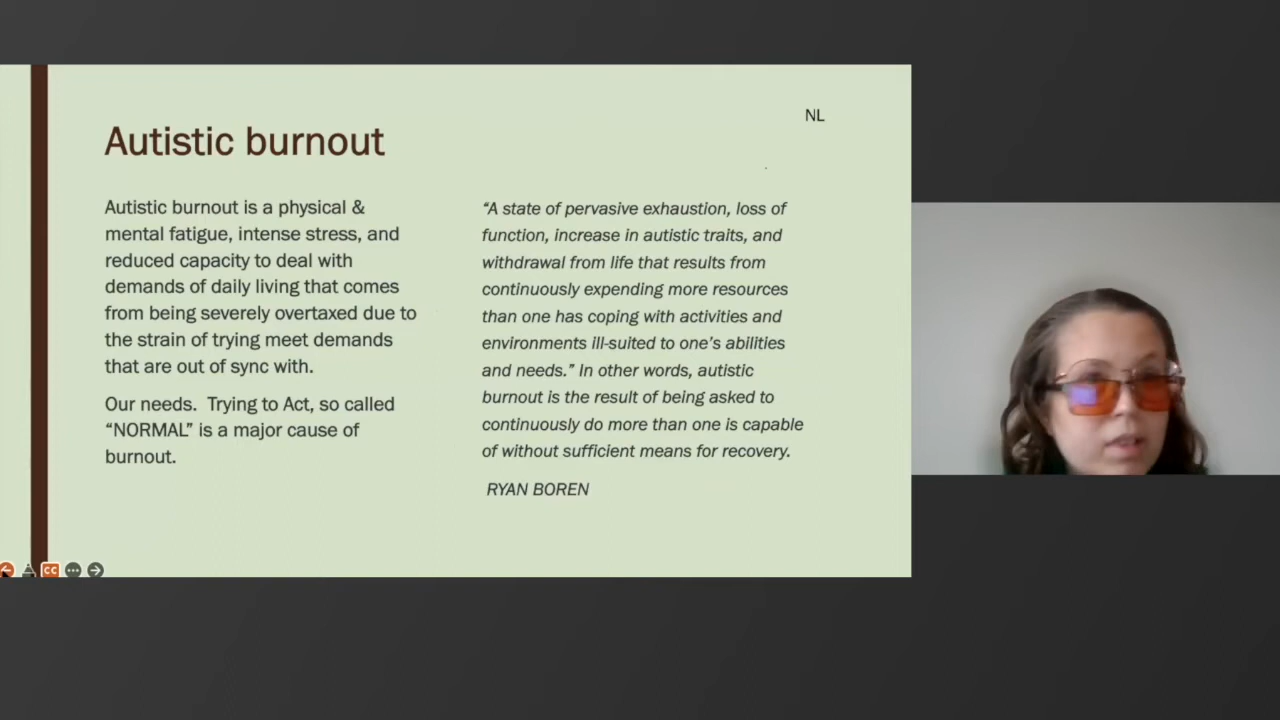 NL
Autistic burnout
Autistic burnout is a physical &
mental fatigue, intense stress, and
reduced capacity to deal with
demands of daily living that comes
from being severely overtaxed due to
the strain of trying meet demands
that are out of sync with.
Our needs.  Trying to Act, so called
“NORMAL” is a major cause of
burnout.
“A state of pervasive exhaustion, loss of
function, increase in autistic traits, and
withdrawal from life that results from
continuously expending more resources
than one has coping with activities and
environments ill-suited to one’s abilities
and needs.” In other words, autistic
burnout is the result of being asked to
continuously do more than one is capable
of without sufficient means for recovery.
RYAN BOREN
CC